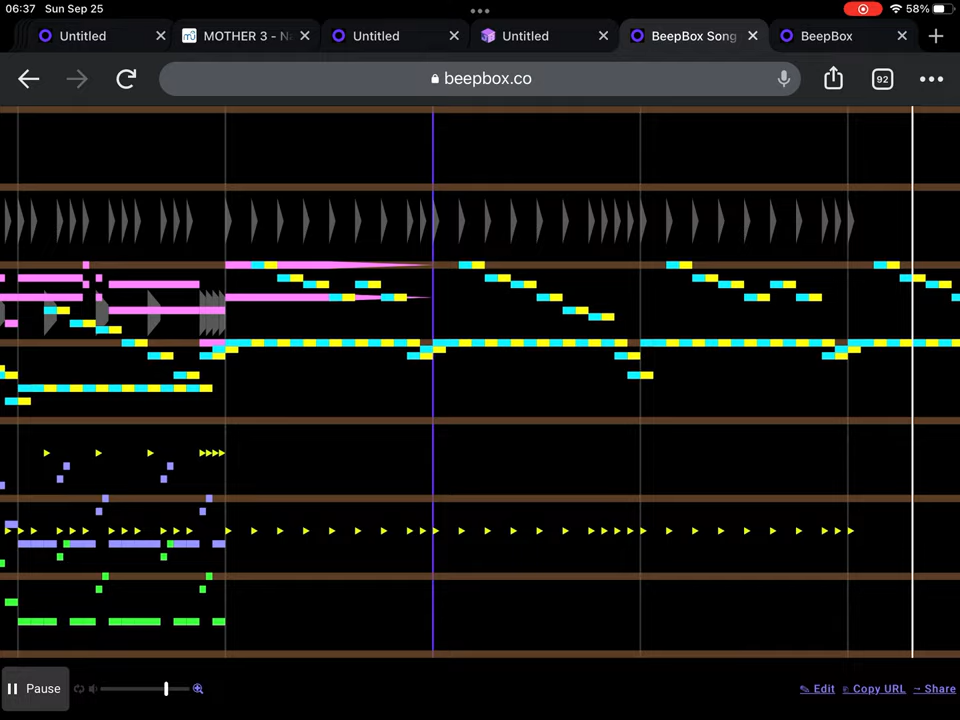 06:37 Sun Sep 25 58%
Untitled MOTHER 3 - Na Untitled Untitled BeepBox Song BeepBox
beepbox.co 92
Pause Edit Copy URL Share